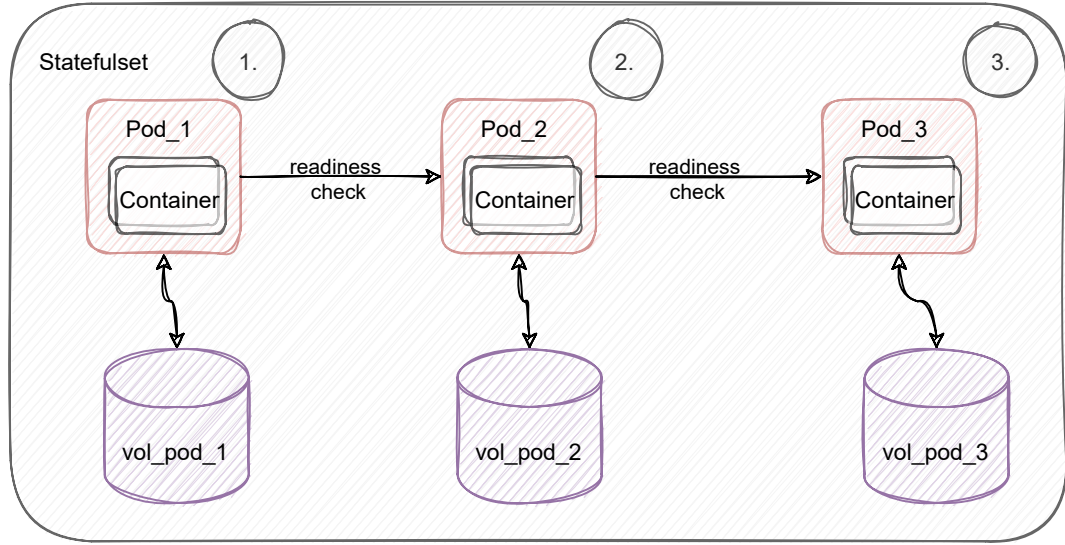 Statefulset
1.
2.
3.
Pod_1
Pod_2
Pod_3
Container
readiness
check
Container
readiness
check
Container
vol_pod_1
vol_pod_2
vol_pod_3